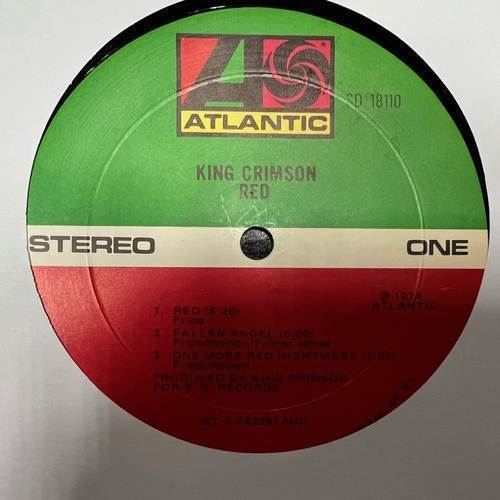 ATLANTIC
SD 18110
KING CRIMSON
RED
STEREO
ONE
℗ 1974
ATLANTIC
1. RED (6:20)
Fripp
2. FALLEN ANGEL (6:00)
Fripp/Wetton/Palmer-James
3. ONE MORE RED NIGHTMARE (7:02)
Fripp/Wetton
PRODUCED BY KING CRIMSON
FOR E. G. RECORDS
(ST-A-743201-MO)